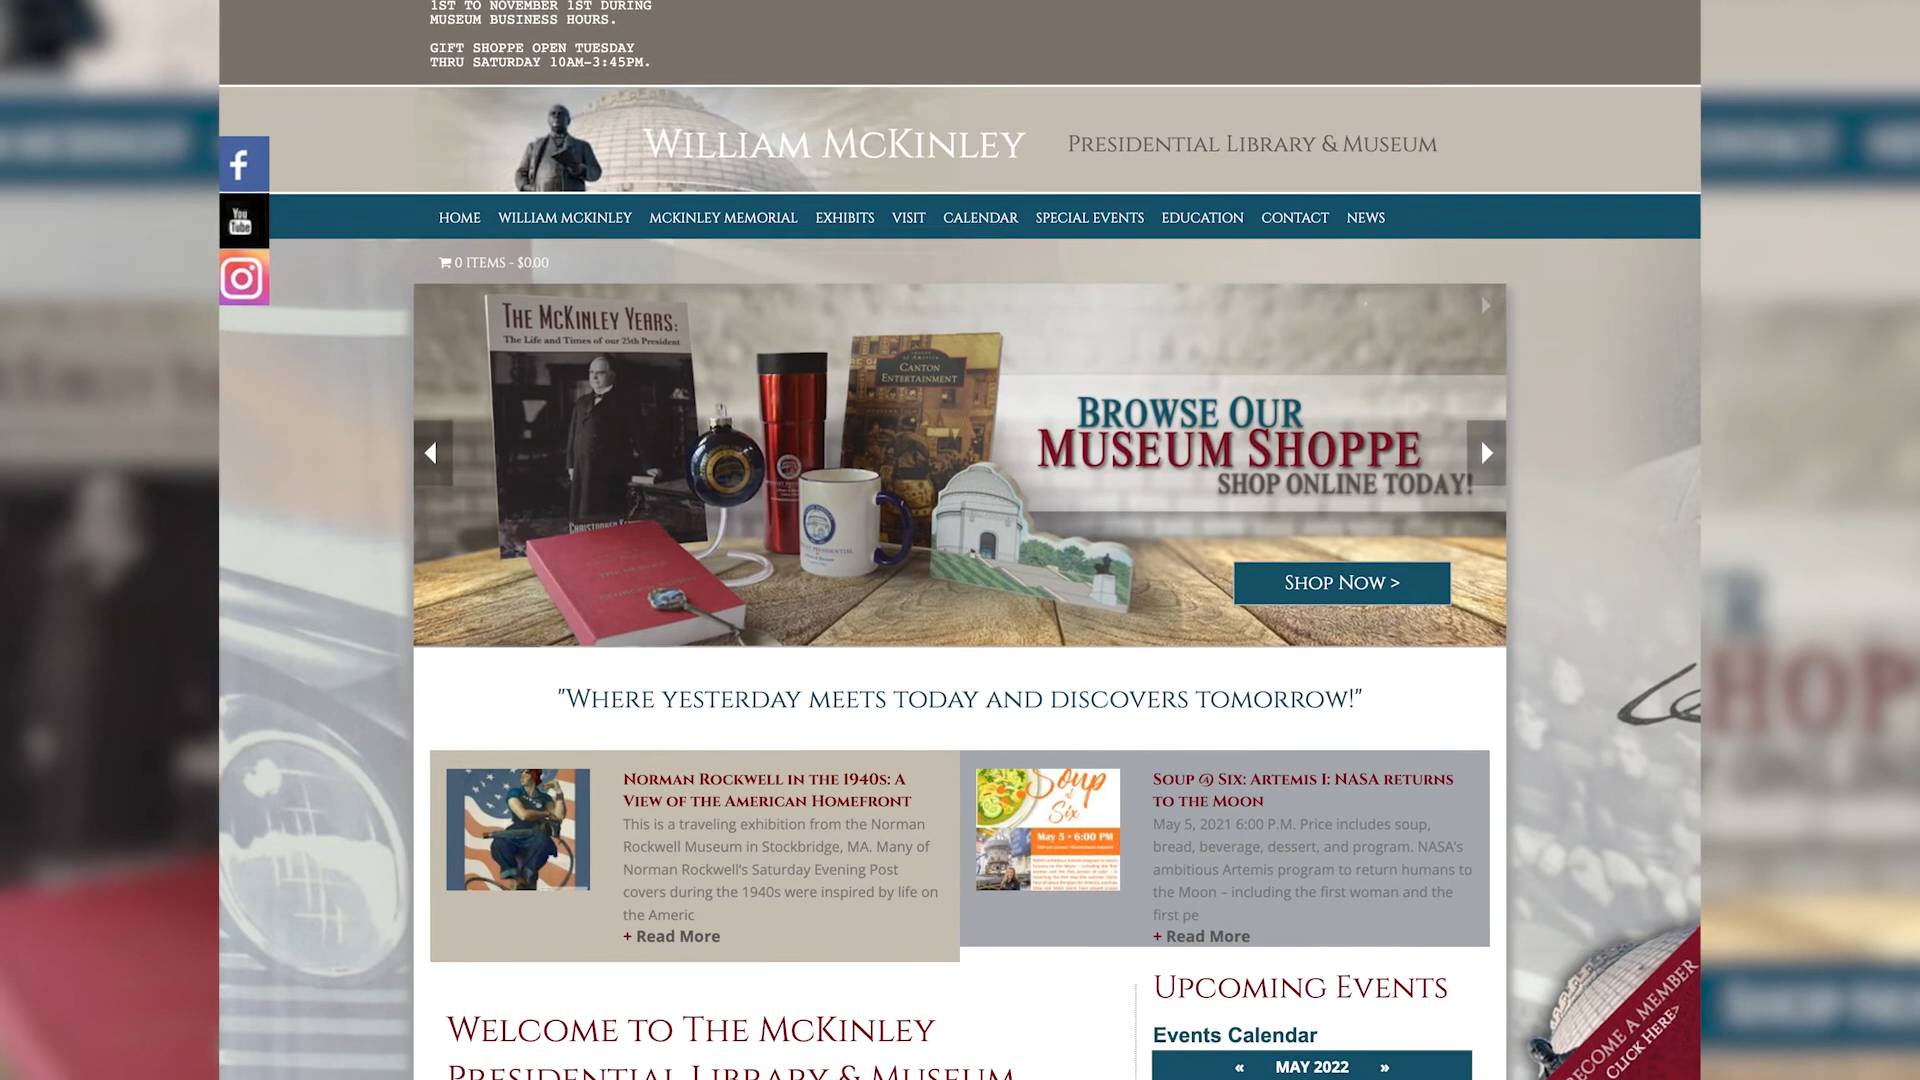 1ST TO NOVEMBER 1ST DURING
MUSEUM BUSINESS HOURS.
GIFT SHOPPE OPEN TUESDAY
THRU SATURDAY 10AM-3:45PM.
WILLIAM MCKINLEY PRESIDENTIAL LIBRARY & MUSEUM
You
Tube
HOME WILLIAM MCKINLEY MCKINLEY MEMORIAL EXHIBITS VISIT CALENDAR SPECIAL EVENTS EDUCATION CONTACT NEWS
0 ITEMS - $0.00
THE MCKINLEY YEARS:
The Life and Times of our 25th President
CANTON
ENTERTAINMENT
BROWSE OUR
MUSEUM SHOPPE
SHOP ONLINE TODAY!
SHOP NOW >
"WHERE YESTERDAY MEETS TODAY AND DISCOVERS TOMORROW!"
NORMAN ROCKWELL IN THE 1940S: A
VIEW OF THE AMERICAN HOMEFRONT
This is a traveling exhibition from the Norman
Rockwell Museum in Stockbridge, MA. Many of
Norman Rockwell's Saturday Evening Post
covers during the 1940s were inspired by life on
the Americ
+ Read More
Soup
at
Six
May 5 • 6:00 PM
SOUP @ SIX: ARTEMIS I: NASA RETURNS
TO THE MOON
May 5, 2021 6:00 P.M. Price includes soup,
bread, beverage, dessert, and program. NASA's
ambitious Artemis program to return humans to
the Moon – including the first woman and the
first pe
+ Read More
WELCOME TO THE MCKINLEY
PRESIDENTIAL LIBRARY & MUSEUM
UPCOMING EVENTS
Events Calendar
« MAY 2022 »
BECOME A MEMBER
CLICK HERE>